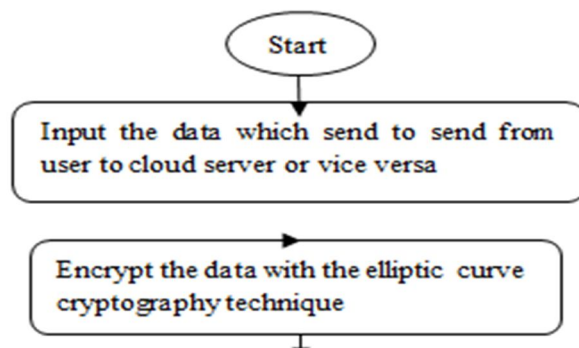 Start
Input the data which send to send from
user to cloud server or vice versa
Encrypt the data with the elliptic curve
cryptography technique